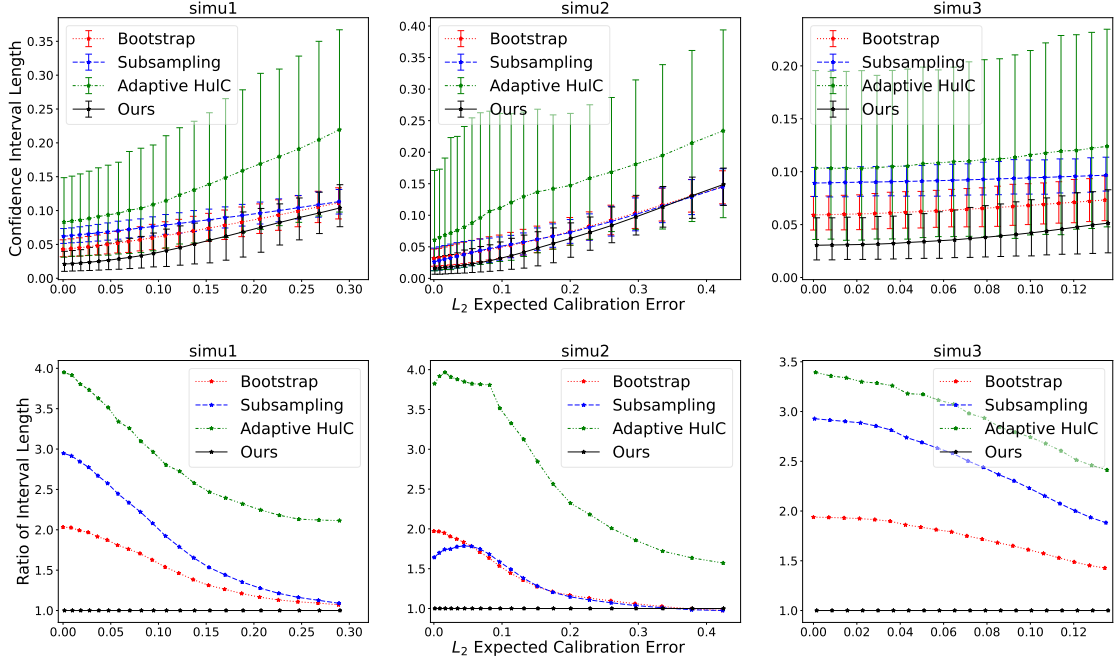 simu1
simu2
simu3
Confidence Interval Length
0.35
0.30
0.25
0.20
0.15
0.10
0.05
0.00
Bootstrap
Subsampling
Adaptive HulC
Ours
0.00 0.05 0.10 0.15 0.20 0.25 0.30
0.40
0.35
0.30
0.25
0.20
0.15
0.10
0.05
0.00
Bootstrap
Subsampling
Adaptive HulC
Ours
0.0 0.1 0.2 0.3 0.4
0.20
0.15
0.10
0.05
0.00
Bootstrap
Subsampling
Adaptive HulC
Ours
0.00 0.02 0.04 0.06 0.08 0.10 0.12
L2 Expected Calibration Error
simu1
simu2
simu3
Ratio of Interval Length
4.0
3.5
3.0
2.5
2.0
1.5
1.0
Bootstrap
Subsampling
Adaptive HulC
Ours
0.00 0.05 0.10 0.15 0.20 0.25 0.30
4.0
3.5
3.0
2.5
2.0
1.5
1.0
Bootstrap
Subsampling
Adaptive HulC
Ours
0.0 0.1 0.2 0.3 0.4
3.5
3.0
2.5
2.0
1.5
1.0
Bootstrap
Subsampling
Adaptive HulC
Ours
0.00 0.02 0.04 0.06 0.08 0.10 0.12
L2 Expected Calibration Error